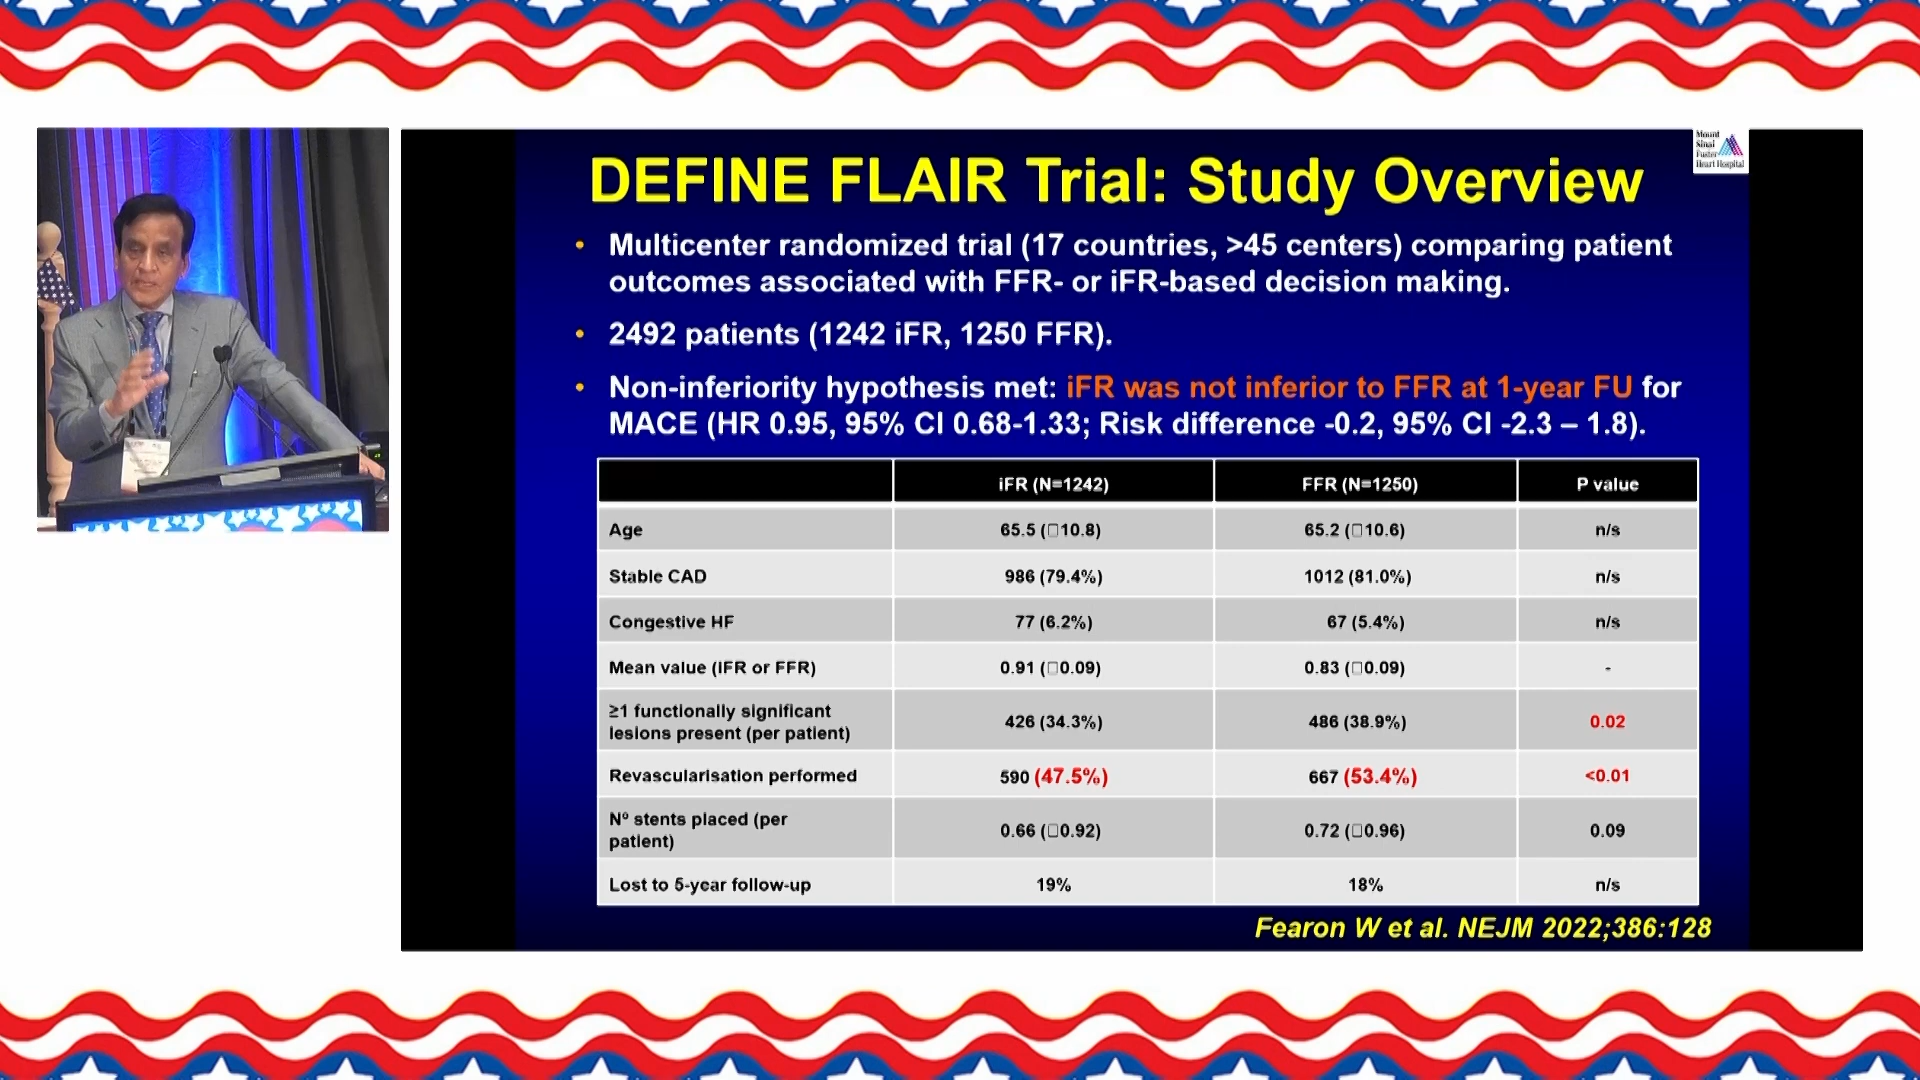 Mount
Sinai
Fuster
Heart Hospital
DEFINE FLAIR Trial: Study Overview
• Multicenter randomized trial (17 countries, >45 centers) comparing patient
outcomes associated with FFR- or iFR-based decision making.
• 2492 patients (1242 iFR, 1250 FFR).
• Non-inferiority hypothesis met: iFR was not inferior to FFR at 1-year FU for
MACE (HR 0.95, 95% CI 0.68-1.33; Risk difference -0.2, 95% CI -2.3 – 1.8).
iFR (N=1242) FFR (N=1250) P value
Age 65.5 (□10.8) 65.2 (□10.6) n/s
Stable CAD 986 (79.4%) 1012 (81.0%) n/s
Congestive HF 77 (6.2%) 67 (5.4%) n/s
Mean value (iFR or FFR) 0.91 (□0.09) 0.83 (□0.09) -
≥1 functionally significant
lesions present (per patient) 426 (34.3%) 486 (38.9%) 0.02
Revascularisation performed 590 (47.5%) 667 (53.4%) <0.01
Nº stents placed (per
patient) 0.66 (□0.92) 0.72 (□0.96) 0.09
Lost to 5-year follow-up 19% 18% n/s
Fearon W et al. NEJM 2022;386:128